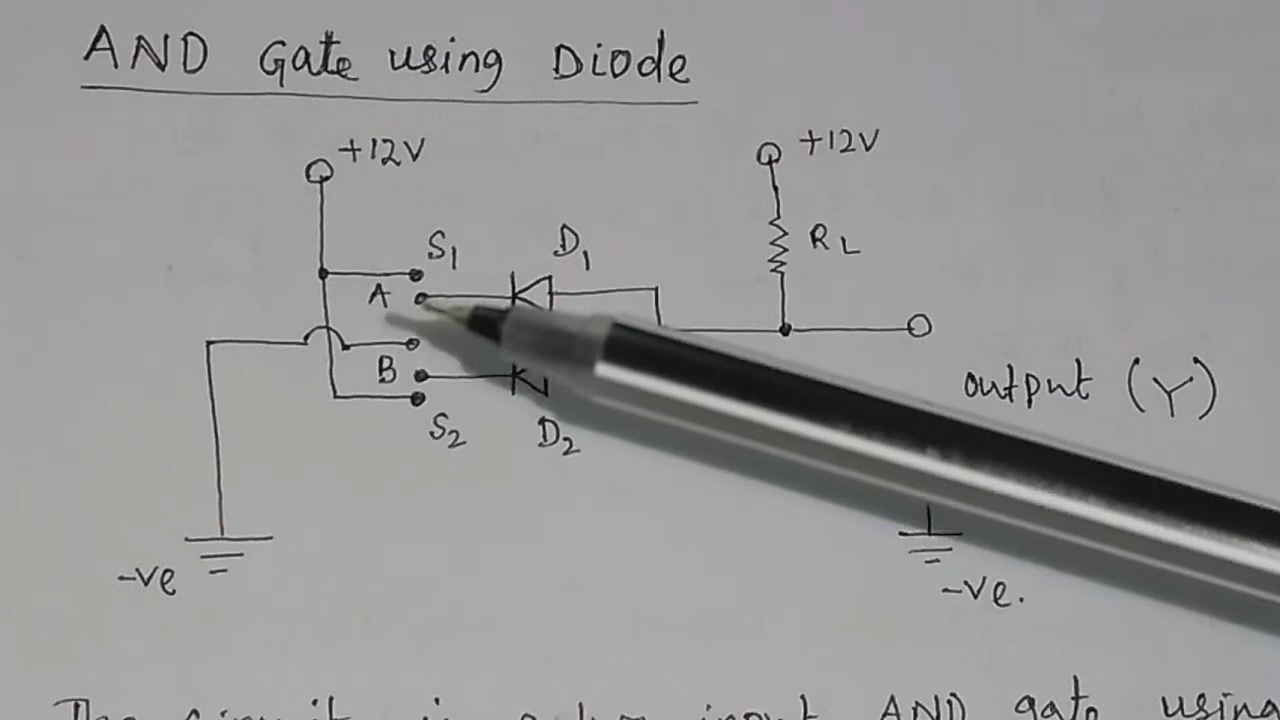 AND Gate using Diode
+12V
+12V
S1
D1
RL
A
B
output (Y)
S2
D2
-ve
-ve.
AND gate using